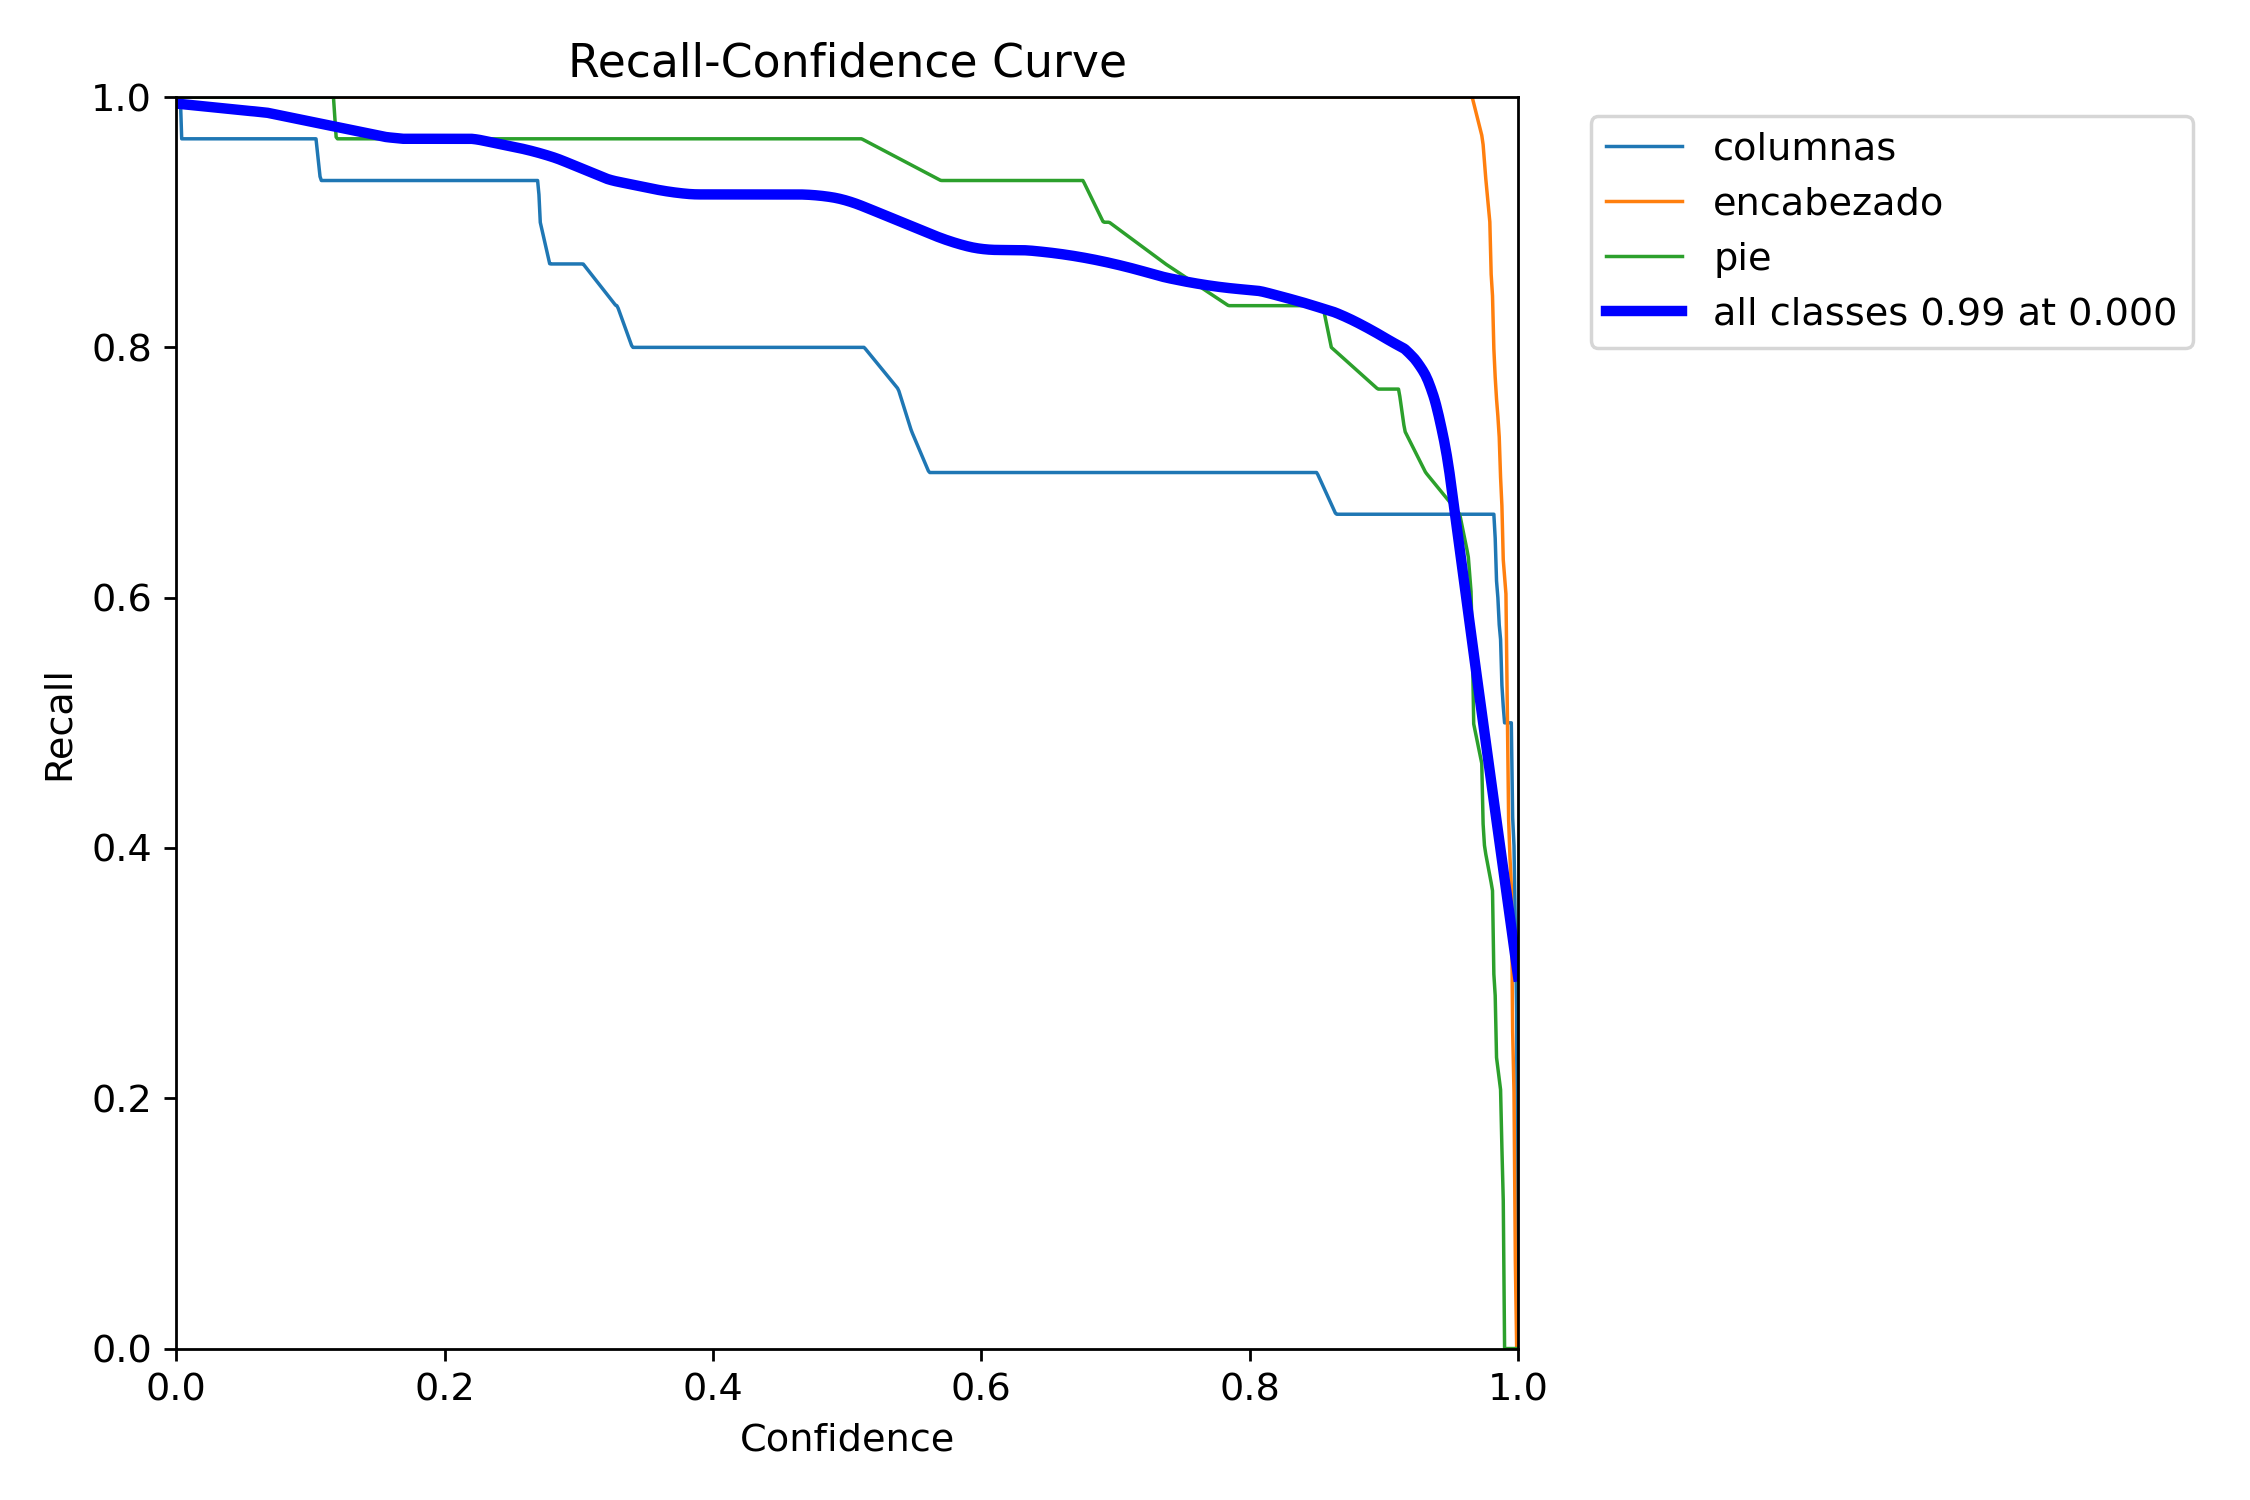 Recall-Confidence Curve
1.0
0.8
0.6
0.4
0.2
0.0
Recall
0.0 0.2 0.4 0.6 0.8 1.0
Confidence
columnas
encabezado
pie
all classes 0.99 at 0.000